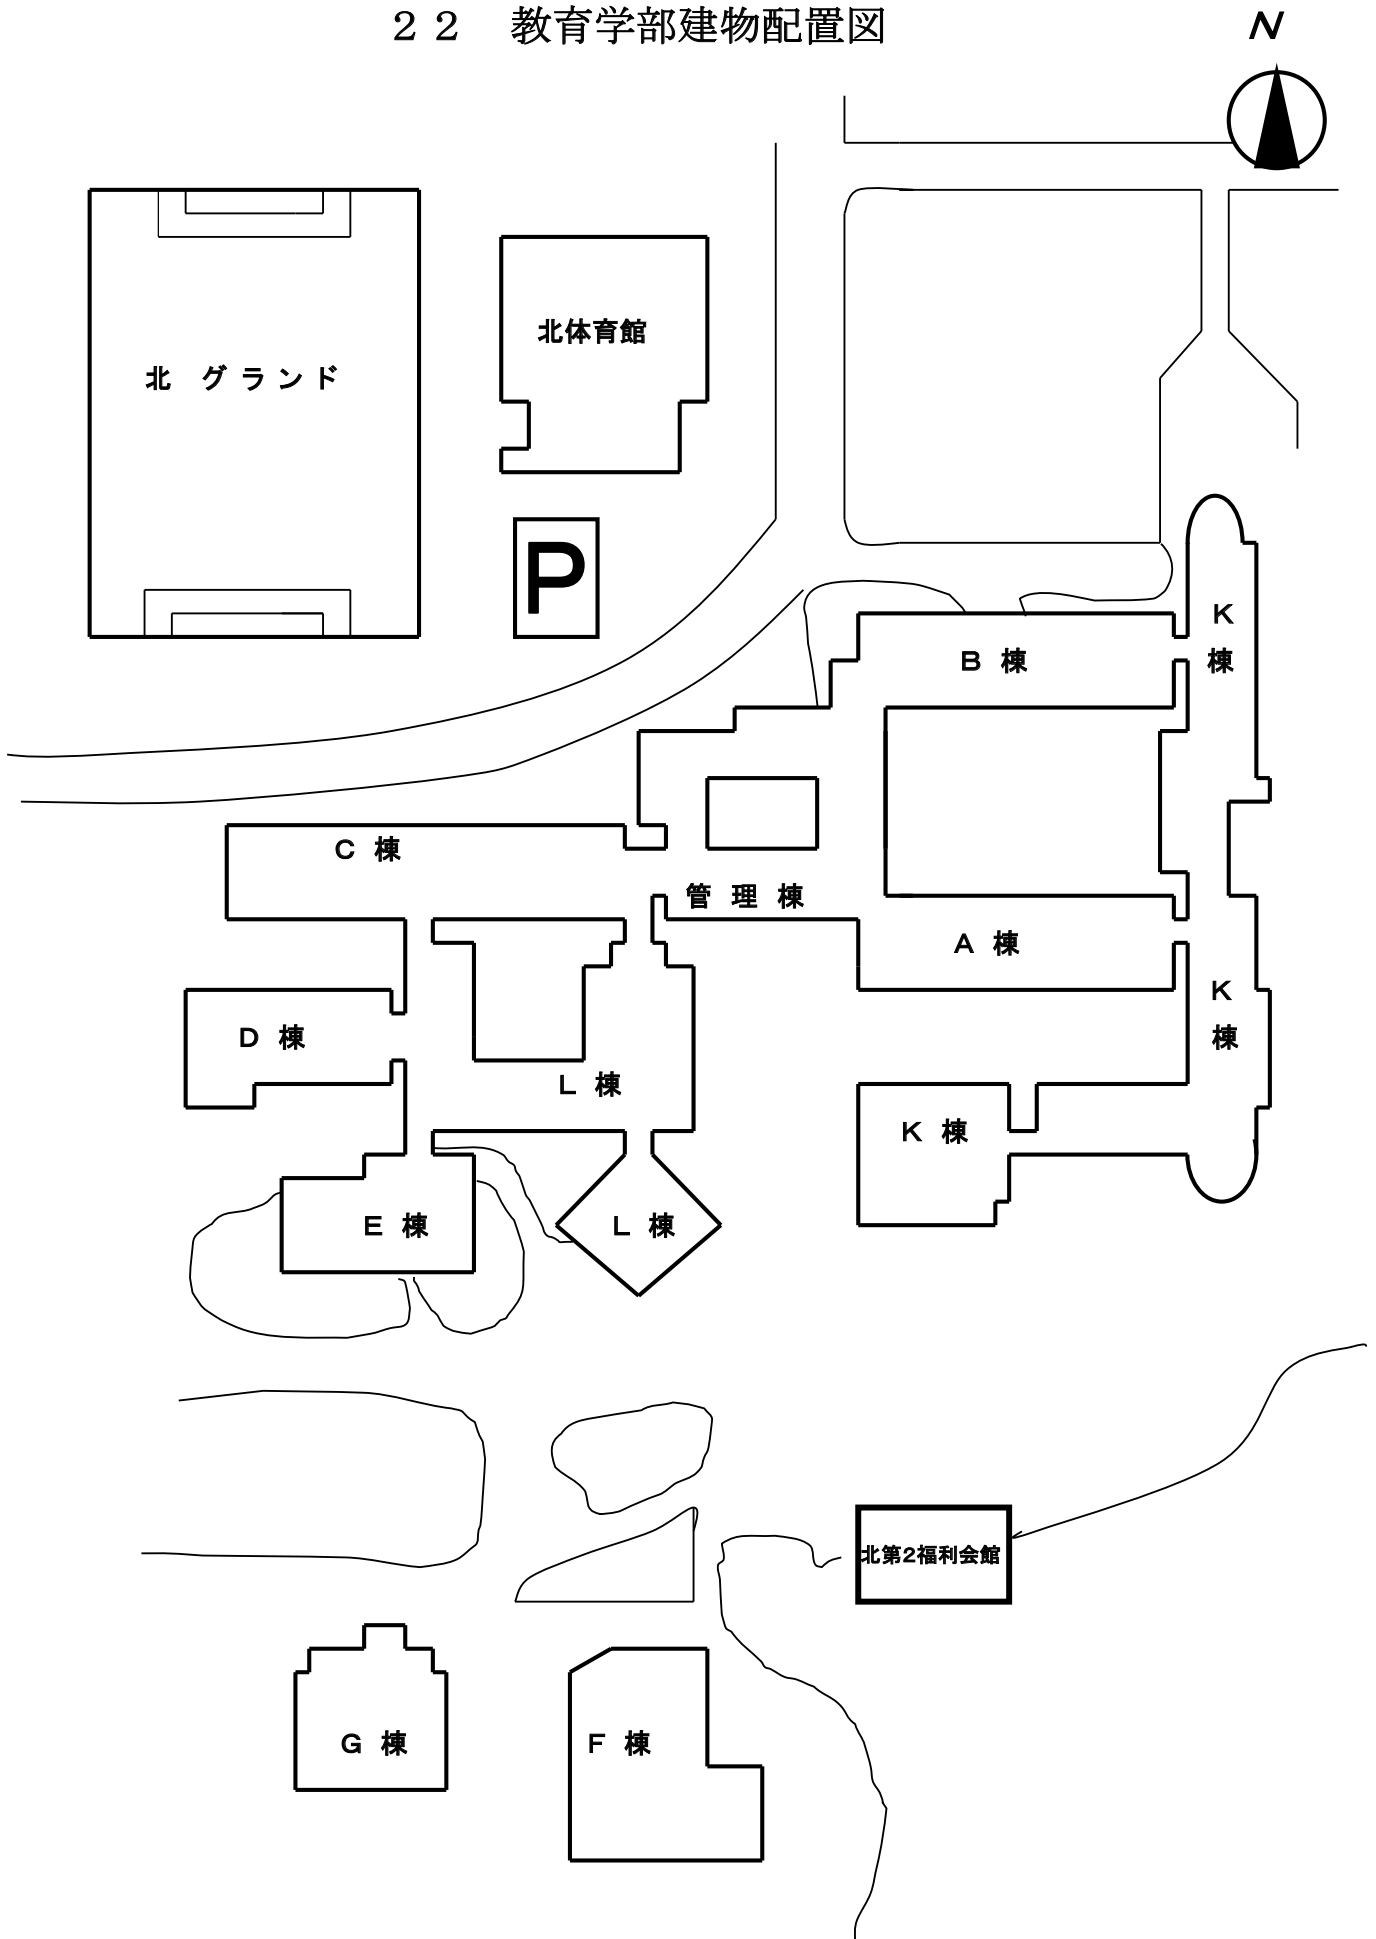 ２２　教育学部建物配置図
N
北体育館
北　グランド
P
K
棟
B 棟
C 棟
管 理 棟
A 棟
K
棟
D 棟
L 棟
K 棟
E 棟
L 棟
北第2福利会館
G 棟
F 棟